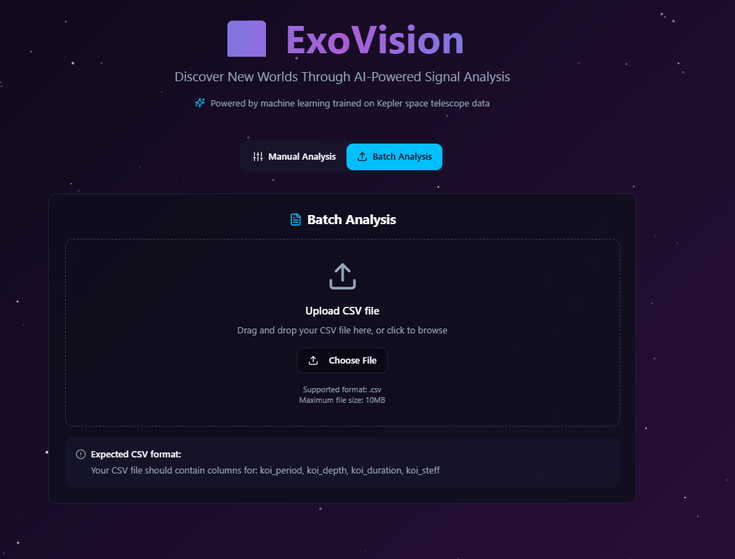 ExoVision
Discover New Worlds Through AI-Powered Signal Analysis
Powered by machine learning trained on Kepler space telescope data
Manual Analysis
Batch Analysis
Batch Analysis
Upload CSV file
Drag and drop your CSV file here, or click to browse
Choose File
Supported format: .csv
Maximum file size: 10MB
Expected CSV format:
Your CSV file should contain columns for: koi_period, koi_depth, koi_duration, koi_steff